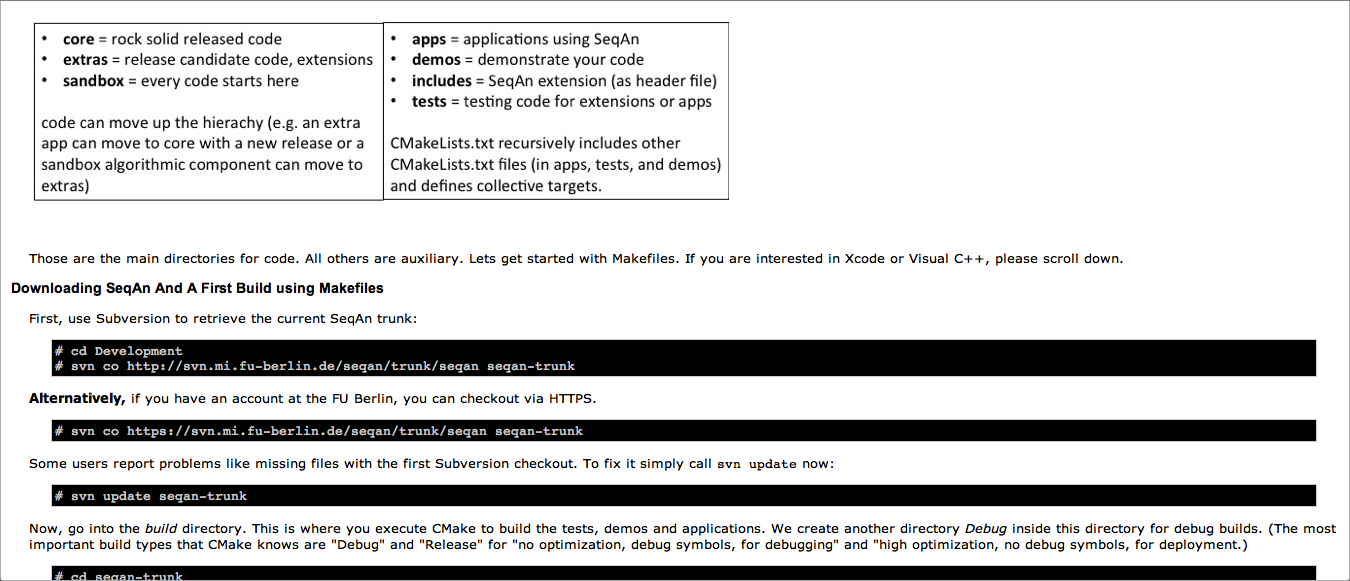 • core = rock solid released code
• extras = release candidate code, extensions
• sandbox = every code starts here
code can move up the hierachy (e.g. an extra
app can move to core with a new release or a
sandbox algorithmic component can move to
extras)
• apps = applications using SeqAn
• demos = demonstrate your code
• includes = SeqAn extension (as header file)
• tests = testing code for extensions or apps
CMakeLists.txt recursively includes other
CMakeLists.txt files (in apps, tests, and demos)
and defines collective targets.
Those are the main directories for code. All others are auxiliary. Lets get started with Makefiles. If you are interested in Xcode or Visual C++, please scroll down.
Downloading SeqAn And A First Build using Makefiles
First, use Subversion to retrieve the current SeqAn trunk:
# cd Development
# svn co http://svn.mi.fu-berlin.de/seqan/trunk/seqan seqan-trunk
Alternatively, if you have an account at the FU Berlin, you can checkout via HTTPS.
# svn co https://svn.mi.fu-berlin.de/seqan/trunk/seqan seqan-trunk
Some users report problems like missing files with the first Subversion checkout. To fix it simply call svn update now:
# svn update seqan-trunk
Now, go into the build directory. This is where you execute CMake to build the tests, demos and applications. We create another directory Debug inside this directory for debug builds. (The most
important build types that CMake knows are "Debug" and "Release" for "no optimization, debug symbols, for debugging" and "high optimization, no debug symbols, for deployment.)
# cd seqan-trunk